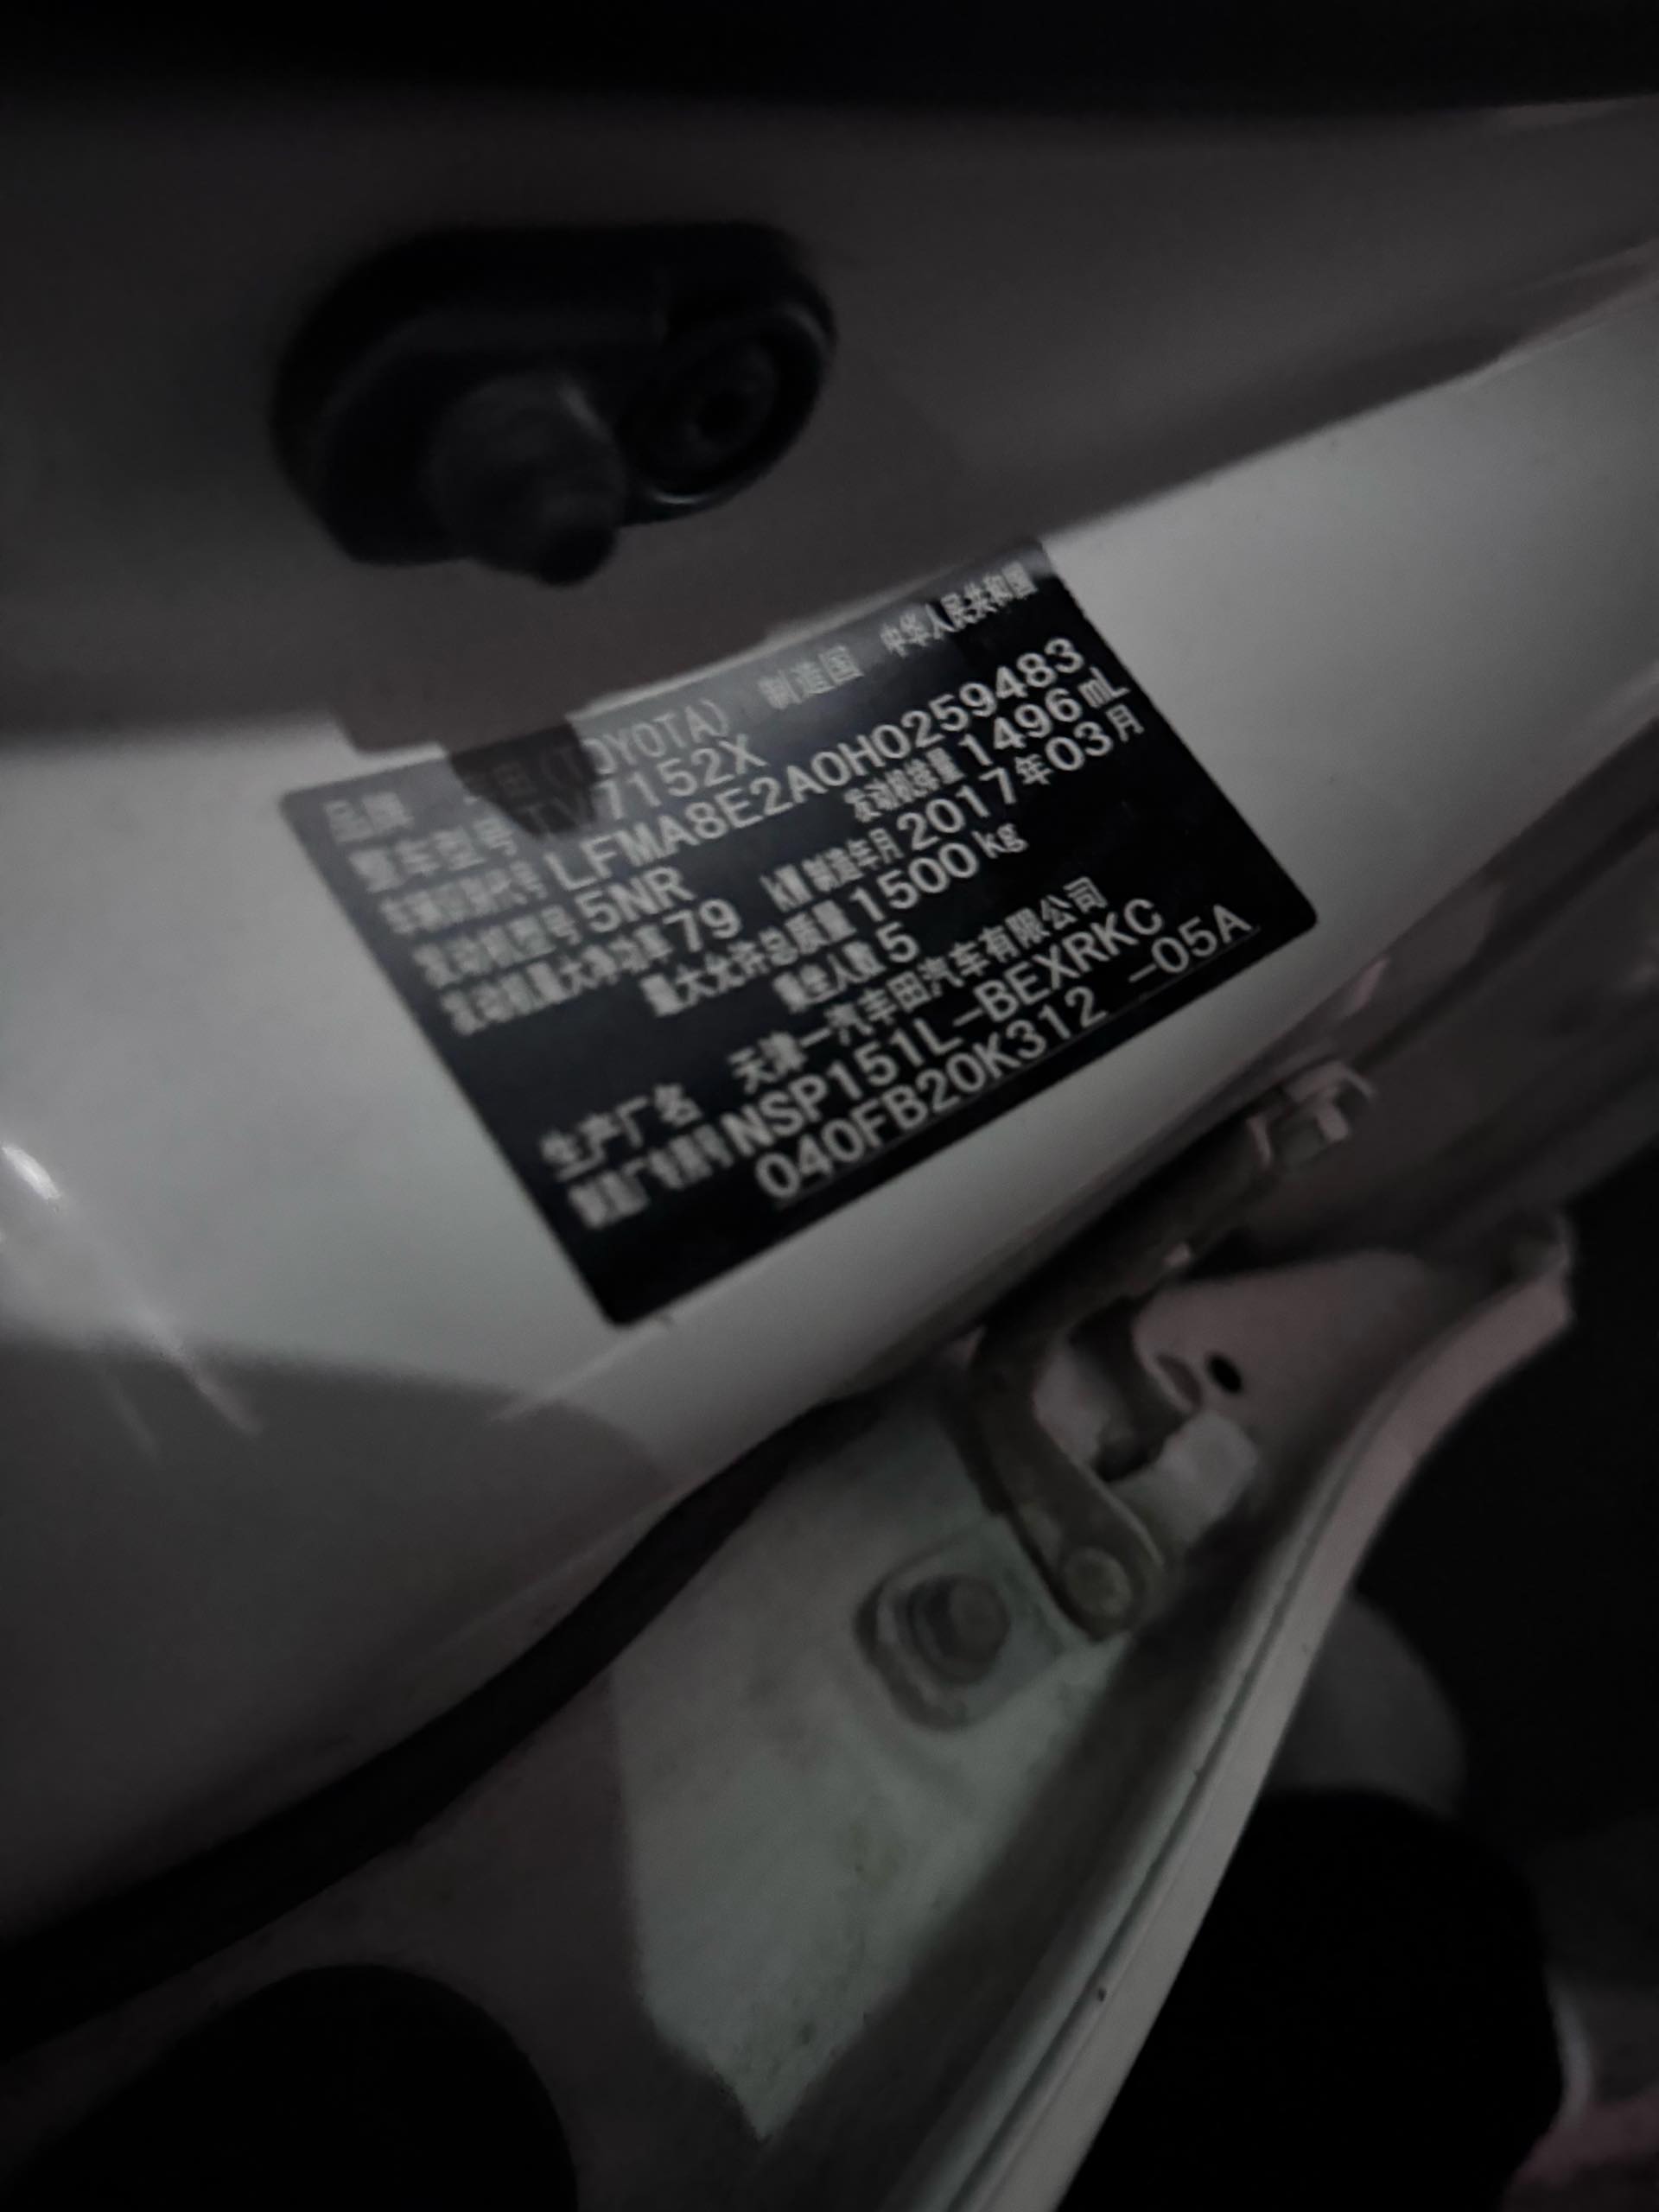 品牌 丰田(TOYOTA) 制造国 中华人民共和国
整车型号 TV7152X
车辆识别代号 LFMA8E2A0H0259483
发动机型号 5NR 发动机排量 1496 mL
发动机最大净功率 79 kW 制造年月 2017年03月
最大允许总质量 1500 kg
乘坐人数 5
生产厂名 天津一汽丰田汽车有限公司
制造厂专用号 NSP151L-BEXRKC
040FB20K312 -05A